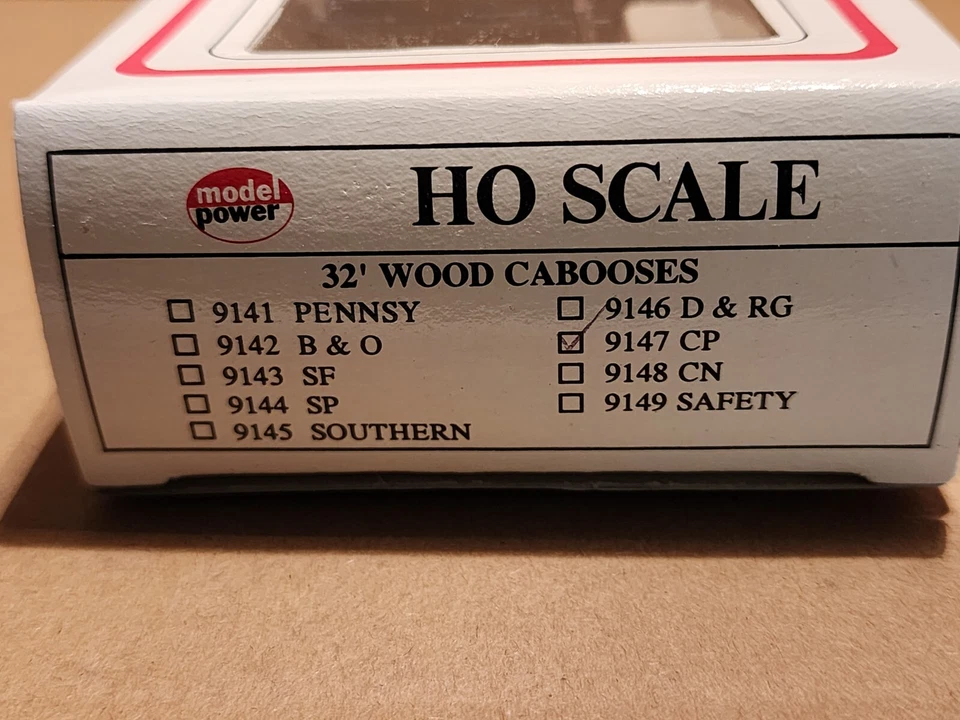 model
power
HO SCALE
32' WOOD CABOOSES
9141 PENNSY
9142 B & O
9143 SF
9144 SP
9145 SOUTHERN
9146 D & RG
9147 CP
9148 CN
9149 SAFETY